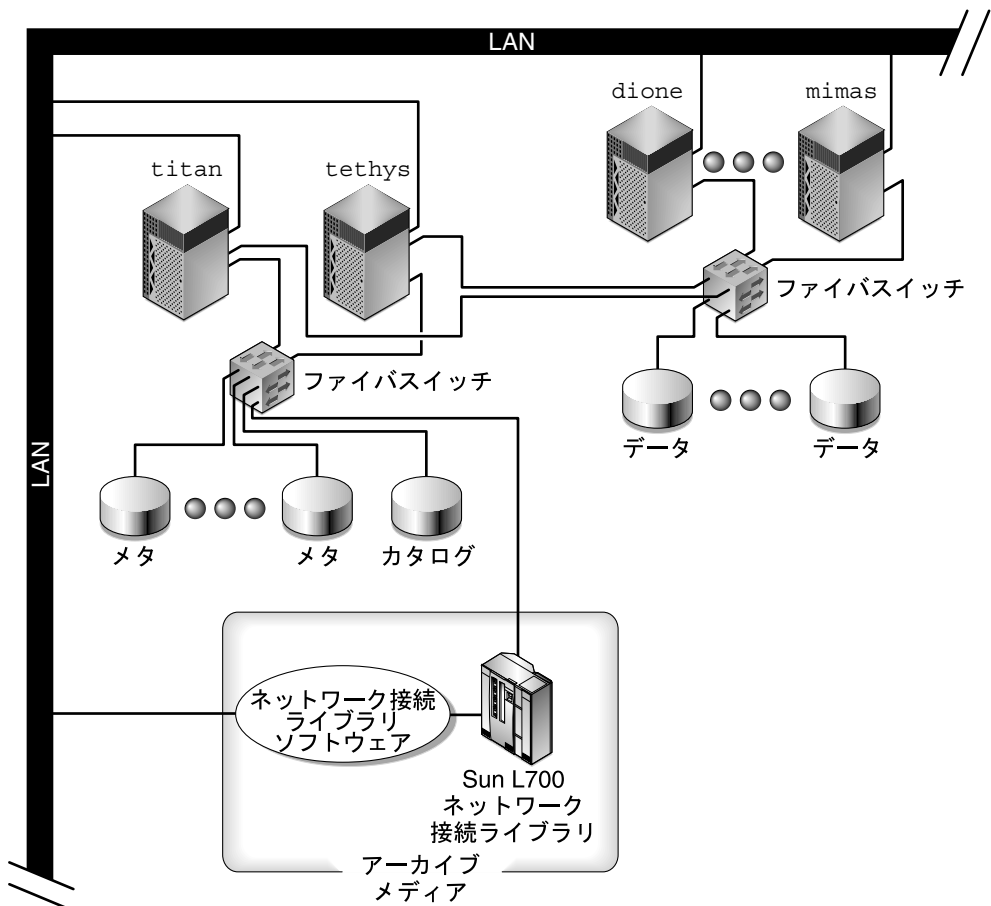 LAN
dione
mimas
titan
tethys
ファイバスイッチ
ファイバスイッチ
データ
データ
LAN
メタ
メタ
カタログ
ネットワーク接続
ライブラリ
ソフトウェア
Sun L700
ネットワーク
接続ライブラリ
アーカイブ
メディア